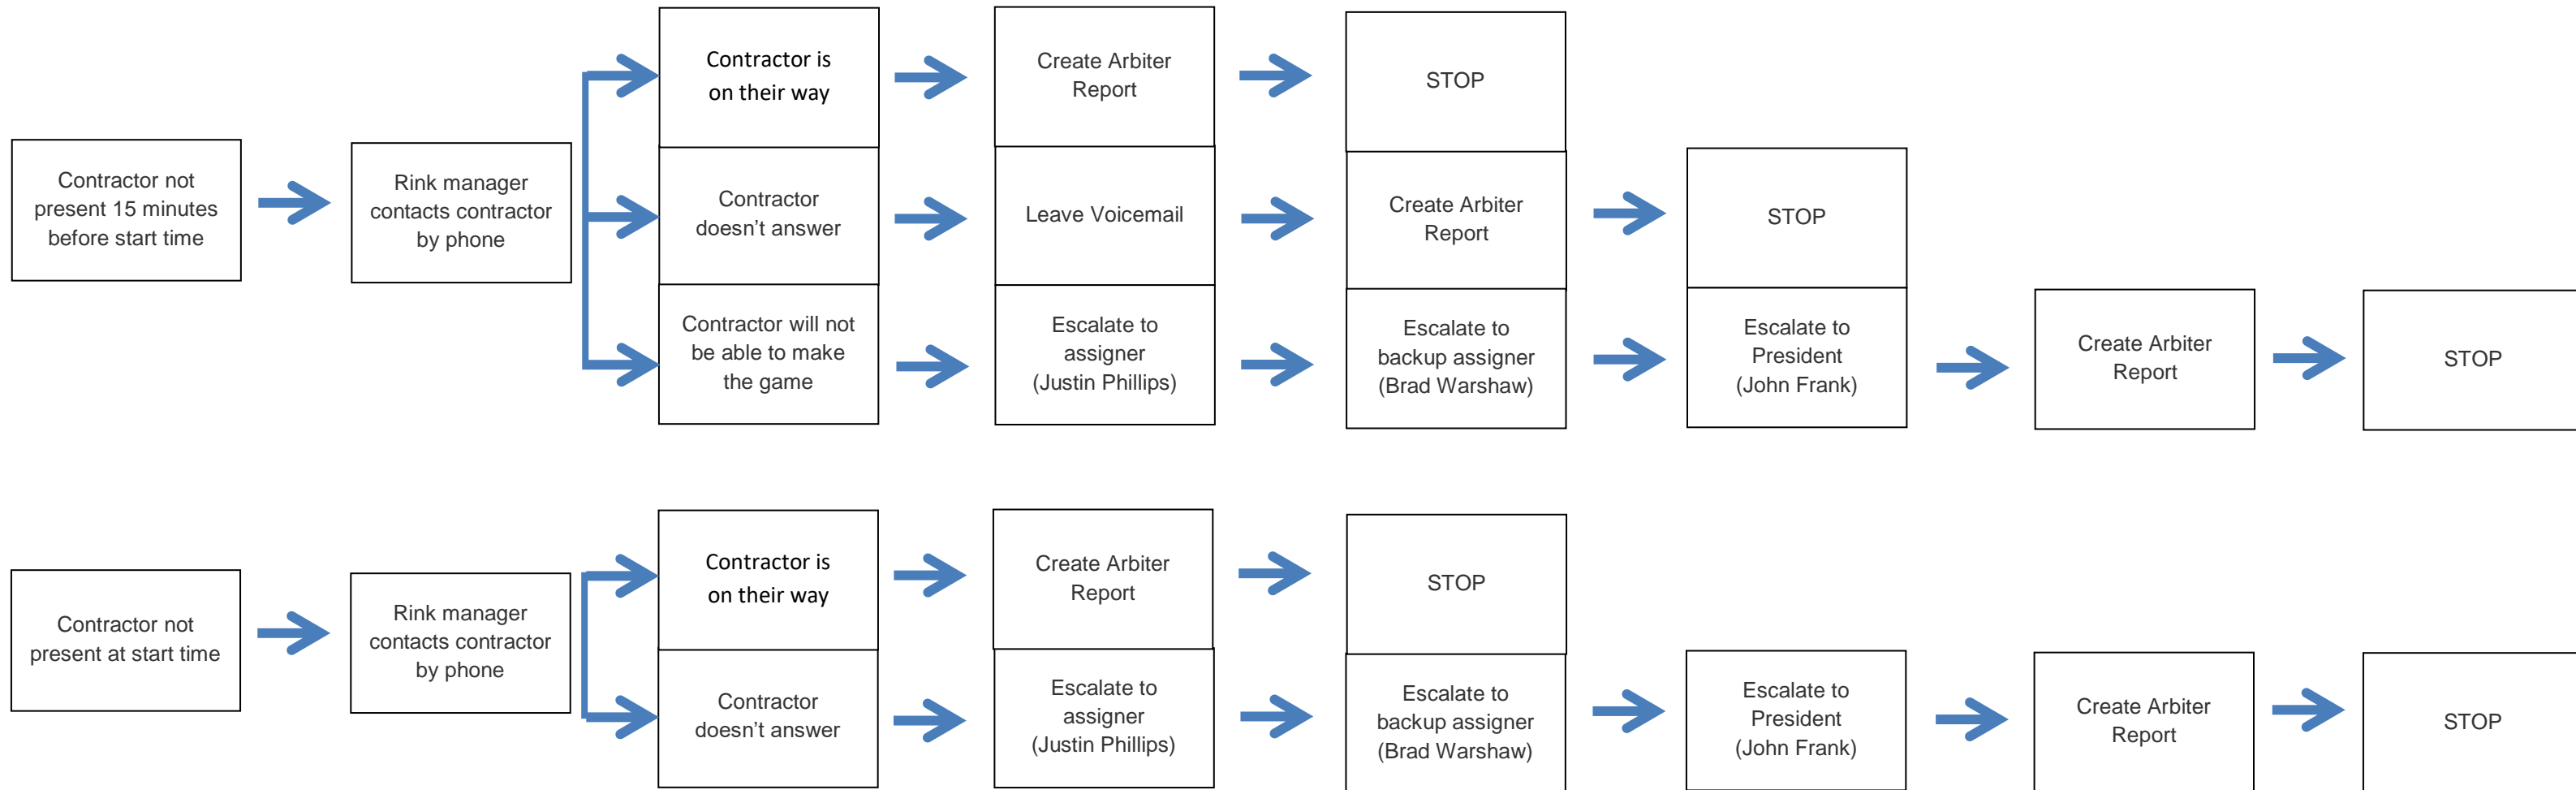 Contractor not
present 15 minutes
before start time
Rink manager
contacts contractor
by phone
Contractor is
on their way
Create Arbiter
Report
STOP
Contractor
doesn’t answer
Leave Voicemail
Create Arbiter
Report
STOP
Contractor will not
be able to make
the game
Escalate to
assigner
(Justin Phillips)
Escalate to
backup assigner
(Brad Warshaw)
Escalate to
President
(John Frank)
Create Arbiter
Report
STOP
Contractor not
present at start time
Rink manager
contacts contractor
by phone
Contractor is
on their way
Create Arbiter
Report
STOP
Contractor
doesn’t answer
Escalate to
assigner
(Justin Phillips)
Escalate to
backup assigner
(Brad Warshaw)
Escalate to
President
(John Frank)
Create Arbiter
Report
STOP